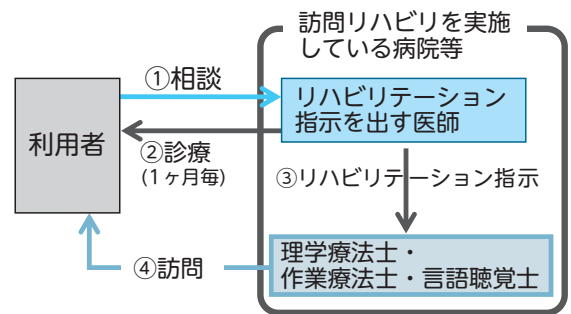 訪問リハビリを実施
している病院等
①相談
リハビリテーション
指示を出す医師
利用者
②診療
(1ヶ月毎)
③リハビリテーション指示
④訪問
理学療法士・
作業療法士・言語聴覚士